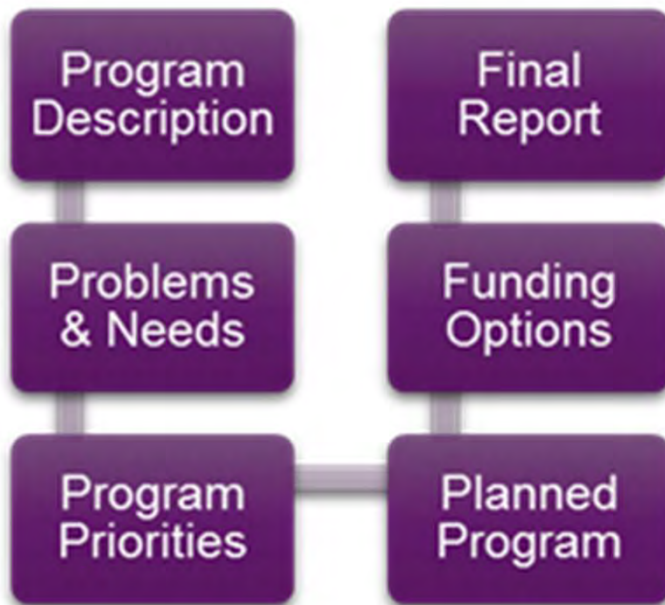 Program
Description
Problems
& Needs
Program
Priorities
Planned
Program
Funding
Options
Final
Report